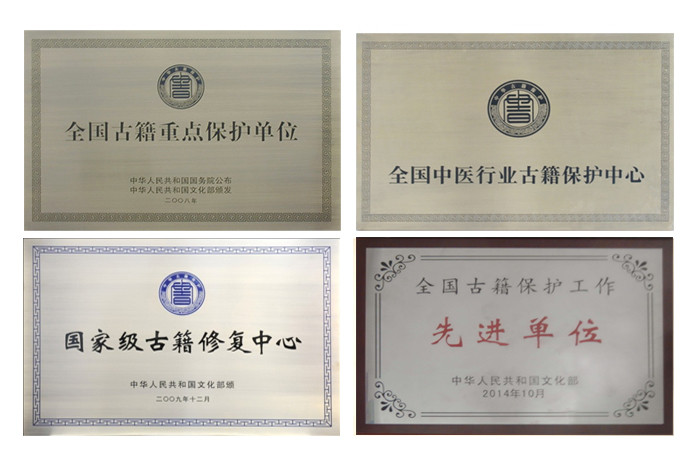 全国古籍重点保护单位
中华人民共和国国务院公布
中华人民共和国文化部颁发
二〇〇八年
全国中医行业古籍保护中心
国家级古籍修复中心
中华人民共和国文化部颁
二〇〇九年十二月
全国古籍保护工作
先进单位
中华人民共和国文化部
2014年10月